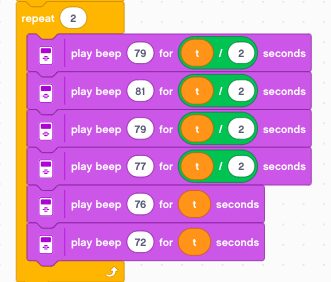 repeat 2
play beep 79 for t / 2 seconds
play beep 81 for t / 2 seconds
play beep 79 for t / 2 seconds
play beep 77 for t / 2 seconds
play beep 76 for t seconds
play beep 72 for t seconds